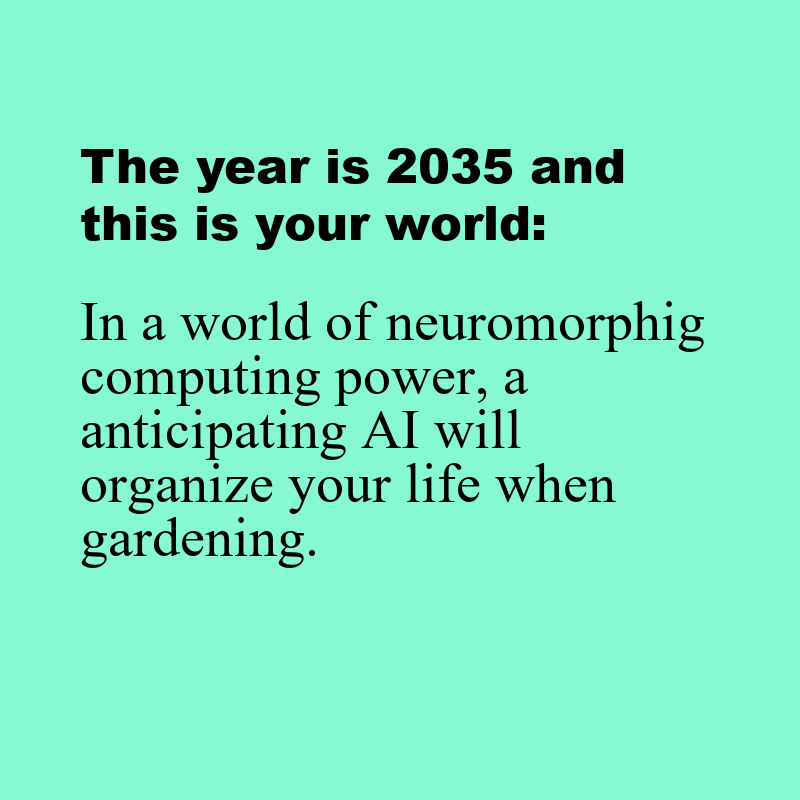 The year is 2035 and
this is your world:
In a world of neuromorphig
computing power, a
anticipating AI will
organize your life when
gardening.